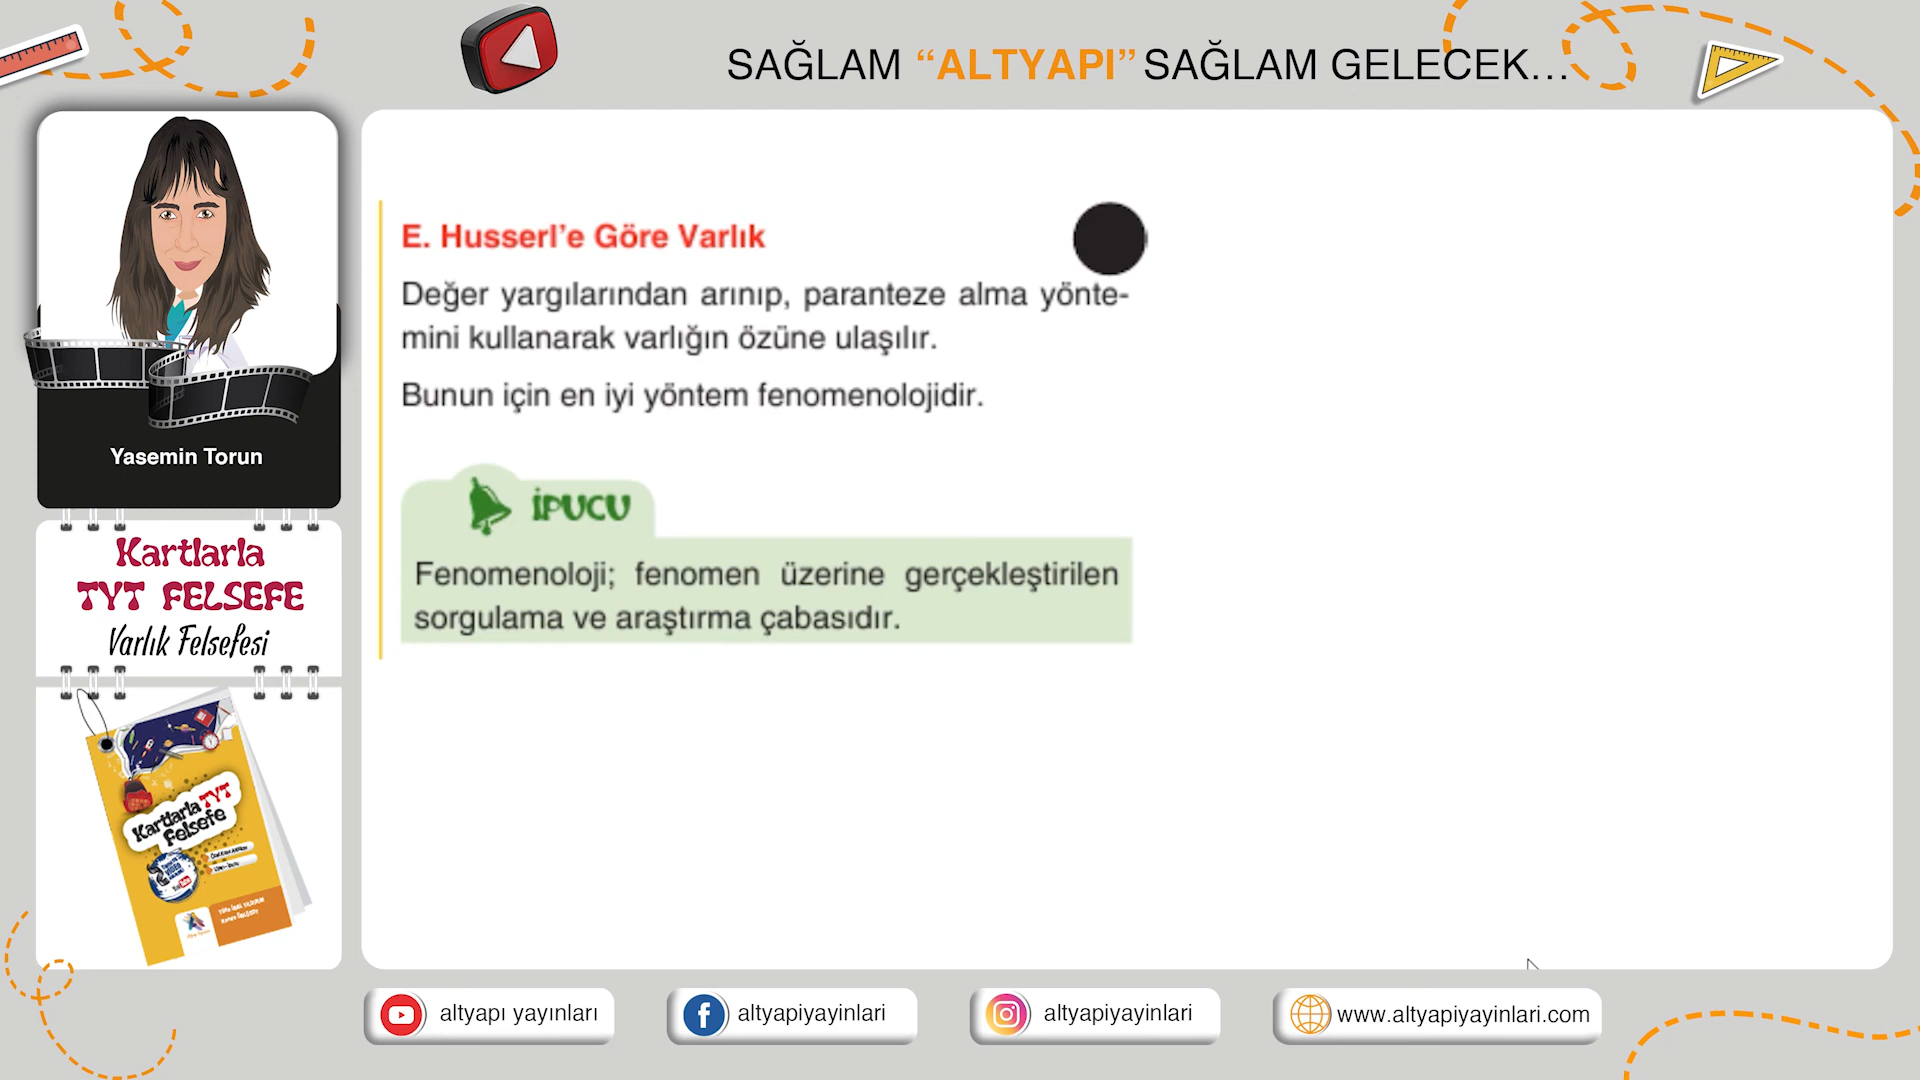 SAĞLAM “ALTYAPI” SAĞLAM GELECEK...
Yasemin Torun
Kartlarla
TYT FELSEFE
Varlık Felsefesi
Kartlarla TYT
Felsefe
E. Husserl’e Göre Varlık
Değer yargılarından arınıp, paranteze alma yönte-
mini kullanarak varlığın özüne ulaşılır.
Bunun için en iyi yöntem fenomenolojidir.
İPUCU
Fenomenoloji; fenomen üzerine gerçekleştirilen
sorgulama ve araştırma çabasıdır.
altyapı yayınları
altyapiyayinlari
altyapiyayinlari
www.altyapiyayinlari.com